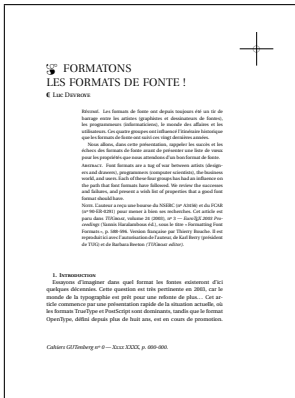 FORMATONS
LES FORMATS DE FONTE !
Luc Devroye
Résumé. Les formats de font ont depuis toujours été un tir de
barrage entre les artistes (graphistes et dessinateurs de fontes),
les programmeurs (informaticiens), le monde des affaires et les
utilisateurs. Ces quatre groupes ont influencé l'itinéraire historique
que les formats de fonte ont suivi ces vingt dernières années.
Nous allons, dans cette présentation, rappeler les succès et les
échecs des formats de fonte avant de présenter une liste de vœux
pour les propriétés que nous attendons d'un bon format de fonte.
Abstract. Font formats are a tug of war between artists (design-
ers and drawers), programmers (computer scientists), the business
world, and users. Each of these four groups has had an influence on
the path that font formats have followed. We review the successes
and failures, and present a wish list of properties that a good font
format should have.
Note. L'auteur a reçu une bourse du NSERC (nº A3456) et du FCAR
(nº 90-ER-0291) pour mener à bien ses recherches. Cet article est
paru dans TUGboat, volume 24 (2003), nº 3 — EuroTEX 2003 Pro-
ceedings (Yannis Haralambous éd.), sous le titre « Formatting Font
Formats », p. 588-596. Version française par Thierry Bouche. Il est
reproduit ici avec l'autorisation de l'auteur, de Karl Berry (président
de TUG) et de Barbara Beeton (TUGboat editor).
1. Introduction
Essayons d'imaginer dans quel format les fontes existeront d'ici
quelques décennies. Cette question est très pertinente en 2003, car le
monde de la typographie est prêt pour une refonte de plus… Cet ar-
ticle commence par une présentation rapide de la situation actuelle, où
les formats TrueType et PostScript sont dominants, tandis que le format
OpenType, défini depuis plus de huit ans, est en cours de promotion.
Cahiers GUTenberg nº 0 — Xxxx XXXX, p. 000-000.